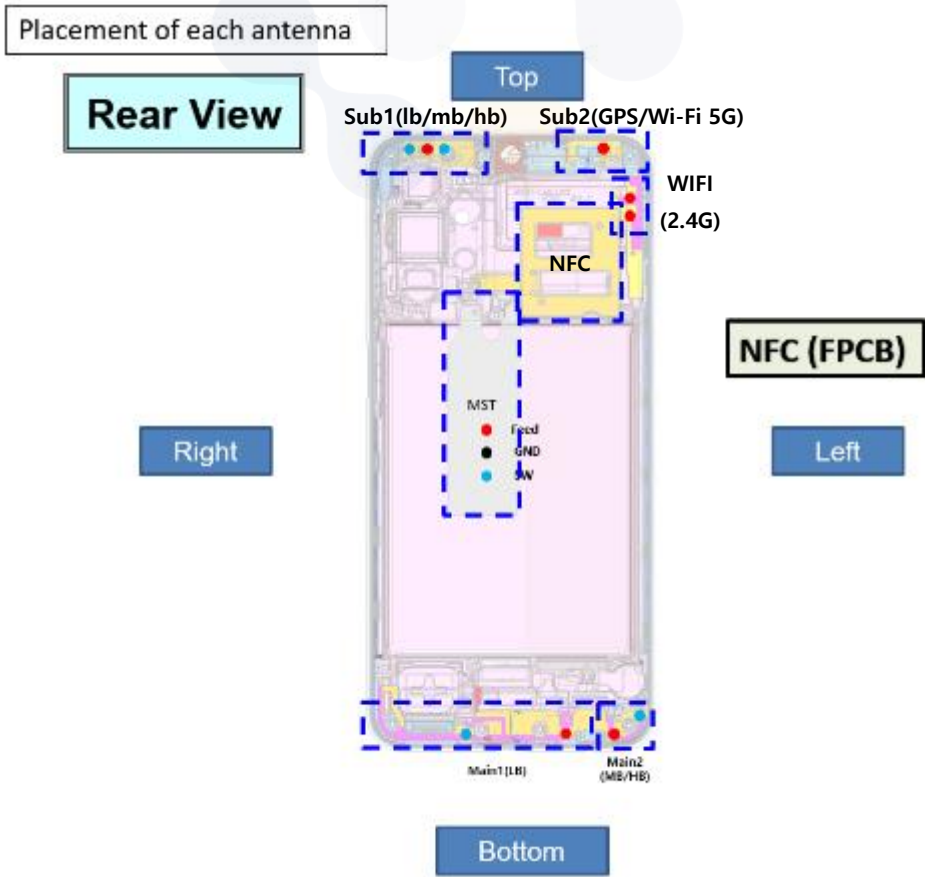 Placement of each antenna
Rear View
Top
Sub1(lb/mb/hb)
Sub2(GPS/Wi-Fi 5G)
WIFI
(2.4G)
NFC
NFC (FPCB)
MST
Feed
GND
SW
Right
Left
Main1(LB)
Main2
(MB/HB)
Bottom